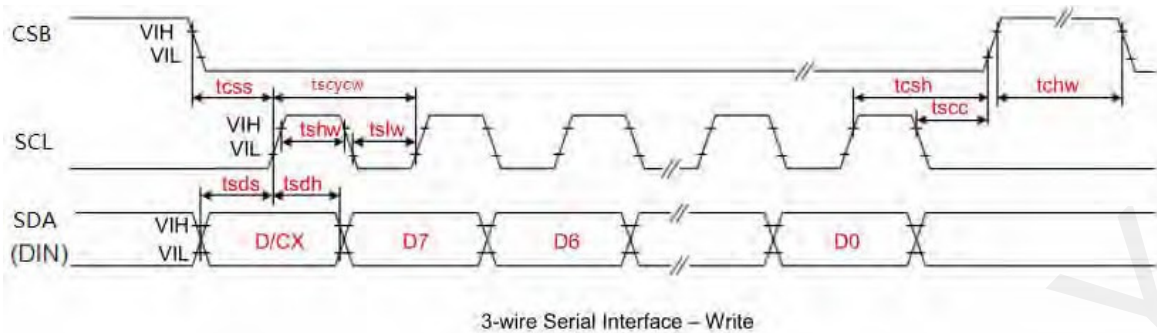 CSB VIH
VIL
tcss tscycw tcsh tchw
tscc
SCL VIH tshw tslw
VIL
tsds tsdh
SDA VIH
(DIN) VIL D/CX D7 D6 D0
3-wire Serial Interface – Write